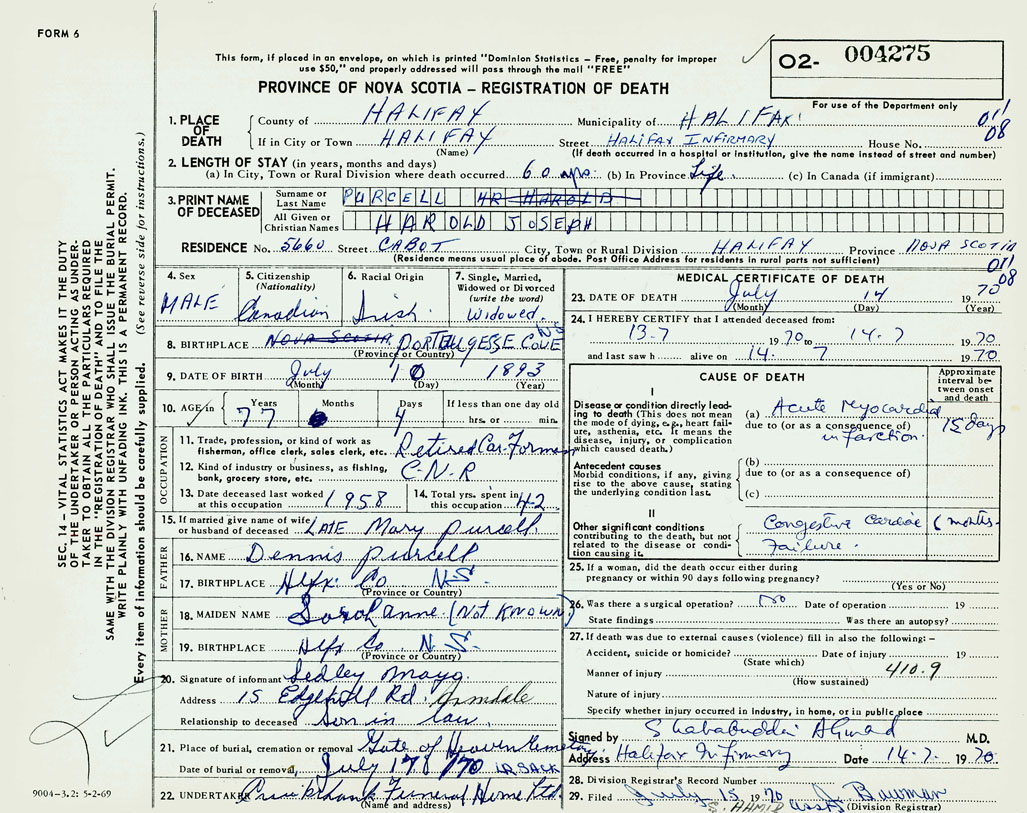 FORM 6
This form, if placed in an envelope, on which is printed "Dominion Statistics – Free, penalty for improper
use $50," and properly addressed will pass through the mail "FREE"
O2- 004275
PROVINCE OF NOVA SCOTIA – REGISTRATION OF DEATH
For use of the Department only
1. PLACE OF DEATH County of HALIFAX Municipality of HALIFAX 011
If in City or Town HALIFAX Street HALIFAX INFIRMARY House No. 08
(Name) (If death occurred in a hospital or institution, give the name instead of street and number)
2. LENGTH OF STAY (in years, months and days)
(a) In City, Town or Rural Division where death occurred 60 yrs. (b) In Province Life. (c) In Canada (if immigrant)
3. PRINT NAME OF DECEASED Surname or Last Name PURCELL HAROLD
All Given or Christian Names HAROLD JOSEPH
RESIDENCE No. 5660 Street CABOT City, Town or Rural Division HALIFAX Province NOVA SCOTIA
(Residence means usual place of abode. Post Office Address for residents in rural parts not sufficient) 011
08
4. Sex MALE
5. Citizenship (Nationality) Canadian
6. Racial Origin Irish
7. Single, Married, Widowed or Divorced (write the word) Widowed
8. BIRTHPLACE NOVA SCOTIA PORTEUGESSE COVE NS
(Province or Country)
9. DATE OF BIRTH July 10 1893
(Month) (Day) (Year)
10. AGE in Years 77 Months Days 4 If less than one day old
hrs. or min.
OCCUPATION
11. Trade, profession, or kind of work as
fisherman, office clerk, sales clerk, etc. Retired Car Forman
12. Kind of industry or business, as fishing,
bank, grocery store, etc. C.N.R
13. Date deceased last worked
at this occupation 1958
14. Total yrs. spent in
this occupation 42
15. If married give name of wife
or husband of deceased LATE Mary Purcell
FATHER
16. NAME Dennis Purcell
17. BIRTHPLACE Hlfx Co N.S
(Province or Country)
MOTHER
18. MAIDEN NAME Sarah anne (Not Known)
19. BIRTHPLACE Hlfx Co N.S.
(Province or Country)
20. Signature of informant Sedley Mayo
Address 15 Edgehill Rd. Armdale
Relationship to deceased Son in law.
21. Place of burial, cremation or removal Gate of Heaven Cemetary
Date of burial or removal July 17 /70 LR SACK
22. UNDERTAKER Cruikshank Funeral Home Ltd
(Name and address)
MEDICAL CERTIFICATE OF DEATH
23. DATE OF DEATH July 14 1970
(Month) (Day) (Year)
24. I HEREBY CERTIFY that I attended deceased from:
13.7 1970 to 14.7 1970
and last saw h alive on 14. 7 1970
CAUSE OF DEATH
Approximate interval between onset and death
I
Disease or condition directly leading to death (This does not mean the mode of dying, e.g., heart failure, asthenia, etc. It means the disease, injury, or complication which caused death.)
(a) Acute Myocardial 15 days
due to (or as a consequence of) infarction.
Antecedent causes
Morbid conditions, if any, giving rise to the above cause, stating the underlying condition last.
(b)
due to (or as a consequence of)
(c)
II
Other significant conditions contributing to the death, but not related to the disease or condition causing it.
Congestive Cardiac 6 months.
Failure.
25. If a woman, did the death occur either during
pregnancy or within 90 days following pregnancy?
(Yes or No)
26. Was there a surgical operation? No Date of operation 19
State findings Was there an autopsy?
27. If death was due to external causes (violence) fill in also the following: –
Accident, suicide or homicide? Date of injury 19
(State which)
Manner of injury 410.9
(How sustained)
Nature of injury
Specify whether injury occurred in industry, in home, or in public place
Signed by Shahabuddin Ahmad M.D.
Address Halifax Infirmary Date 14.7. 1970.
28. Division Registrar's Record Number
29. Filed July 15 1970 Bauman
S. HAMID asst (Division Registrar)
SEC. 14 – VITAL STATISTICS ACT MAKES IT THE DUTY
OF THE UNDERTAKER OR PERSON ACTING AS UNDER-
TAKER TO OBTAIN ALL THE PARTICULARS REQUIRED
IN THE "REGISTRATION OF DEATH" AND TO FILE THE
SAME WITH THE DIVISION REGISTRAR WHO SHALL ISSUE THE BURIAL PERMIT.
WRITE PLAINLY WITH UNFADING INK. THIS IS A PERMANENT RECORD.
Every item of information should be carefully supplied. (See reverse side for instructions.)
9004-3.2: 5-2-69